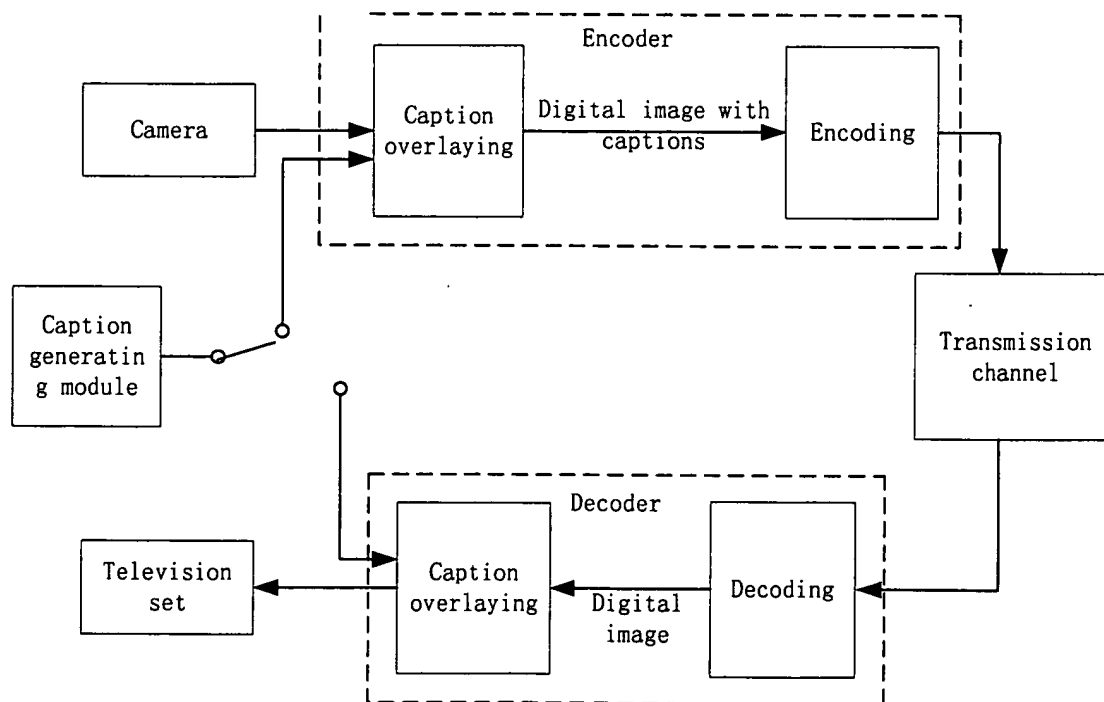 Encoder
Camera
Caption
overlaying
Digital image with
captions
Encoding
Caption
generatin
g module
Transmission
channel
Decoder
Television
set
Caption
overlaying
Digital
image
Decoding